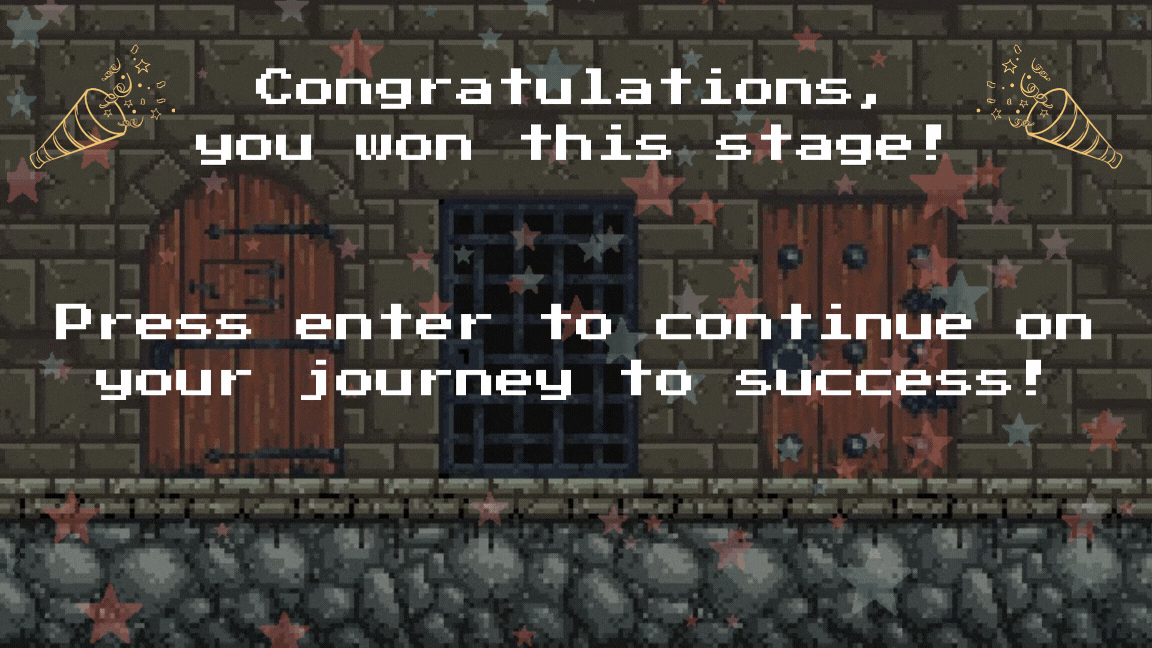 Congratulations,
you won this stage!
Press enter to continue on
your journey to success!